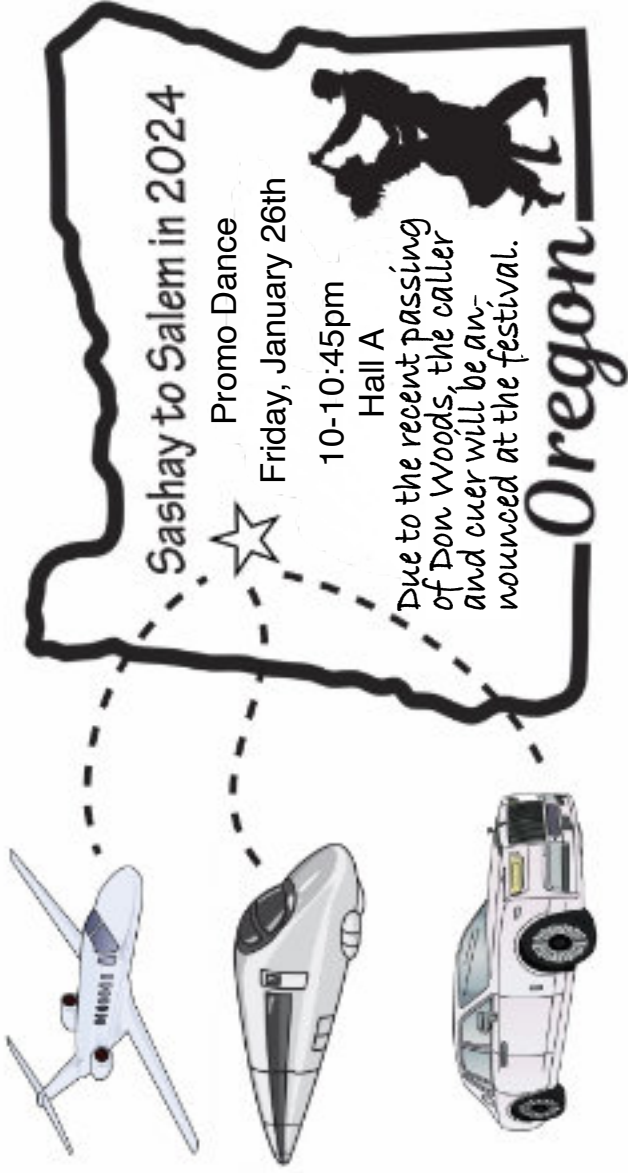 Sashay to Salem in 2024
Promo Dance
Friday, January 26th
10-10:45pm
Hall A
Due to the recent passing
of Don Woods, the caller
and cuer will be an-
nounced at the festival.
Oregon